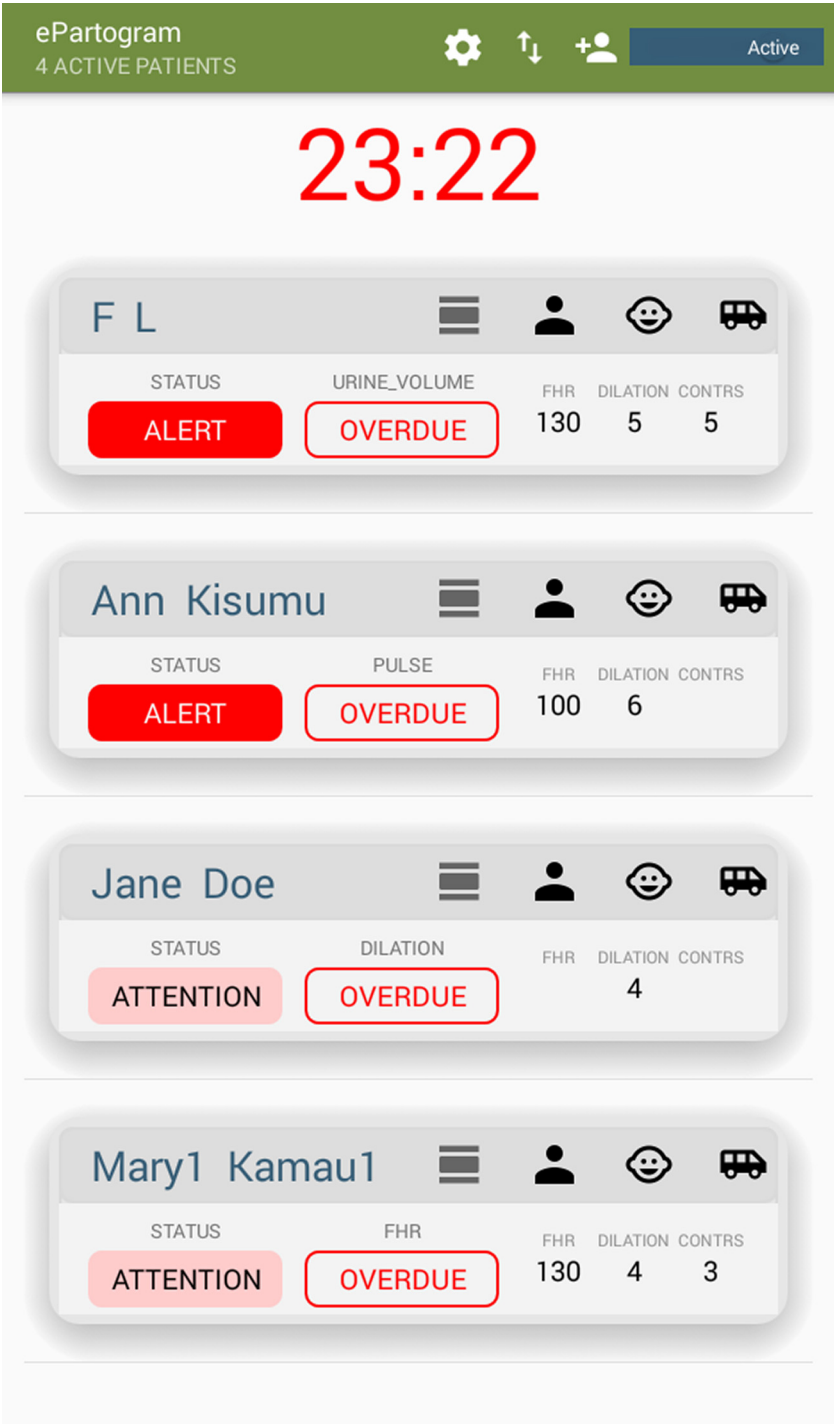 ePartogram
4 ACTIVE PATIENTS
Active
23:22
F L
STATUS URINE_VOLUME FHR DILATION CONTRS
ALERT OVERDUE 130 5 5
Ann Kisumu
STATUS PULSE FHR DILATION CONTRS
ALERT OVERDUE 100 6
Jane Doe
STATUS DILATION FHR DILATION CONTRS
ATTENTION OVERDUE 4
Mary1 Kamau1
STATUS FHR FHR DILATION CONTRS
ATTENTION OVERDUE 130 4 3